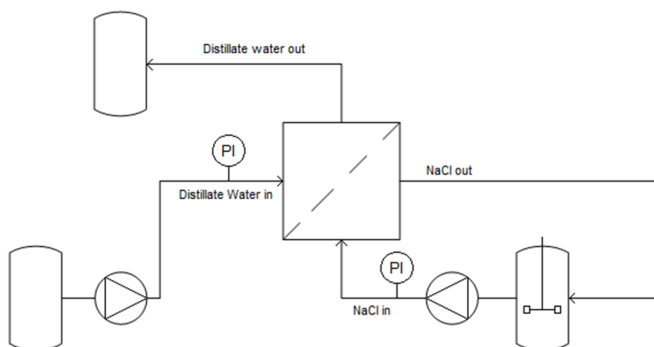 Distillate water out
PI
Distillate Water in
NaCl out
PI
NaCl in